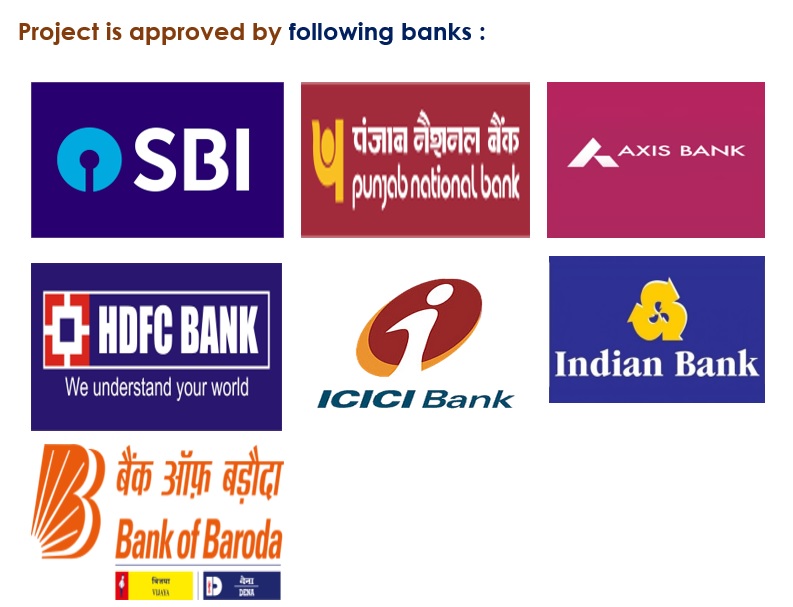 Project is approved by following banks :
SBI
पंजाब नैशनल बैंक
punjab national bank
AXIS BANK
HDFC BANK
We understand your world
ICICI Bank
Indian Bank
बैंक ऑफ़ बड़ौदा
Bank of Baroda
विजया
VIJAYA
देना
DENA